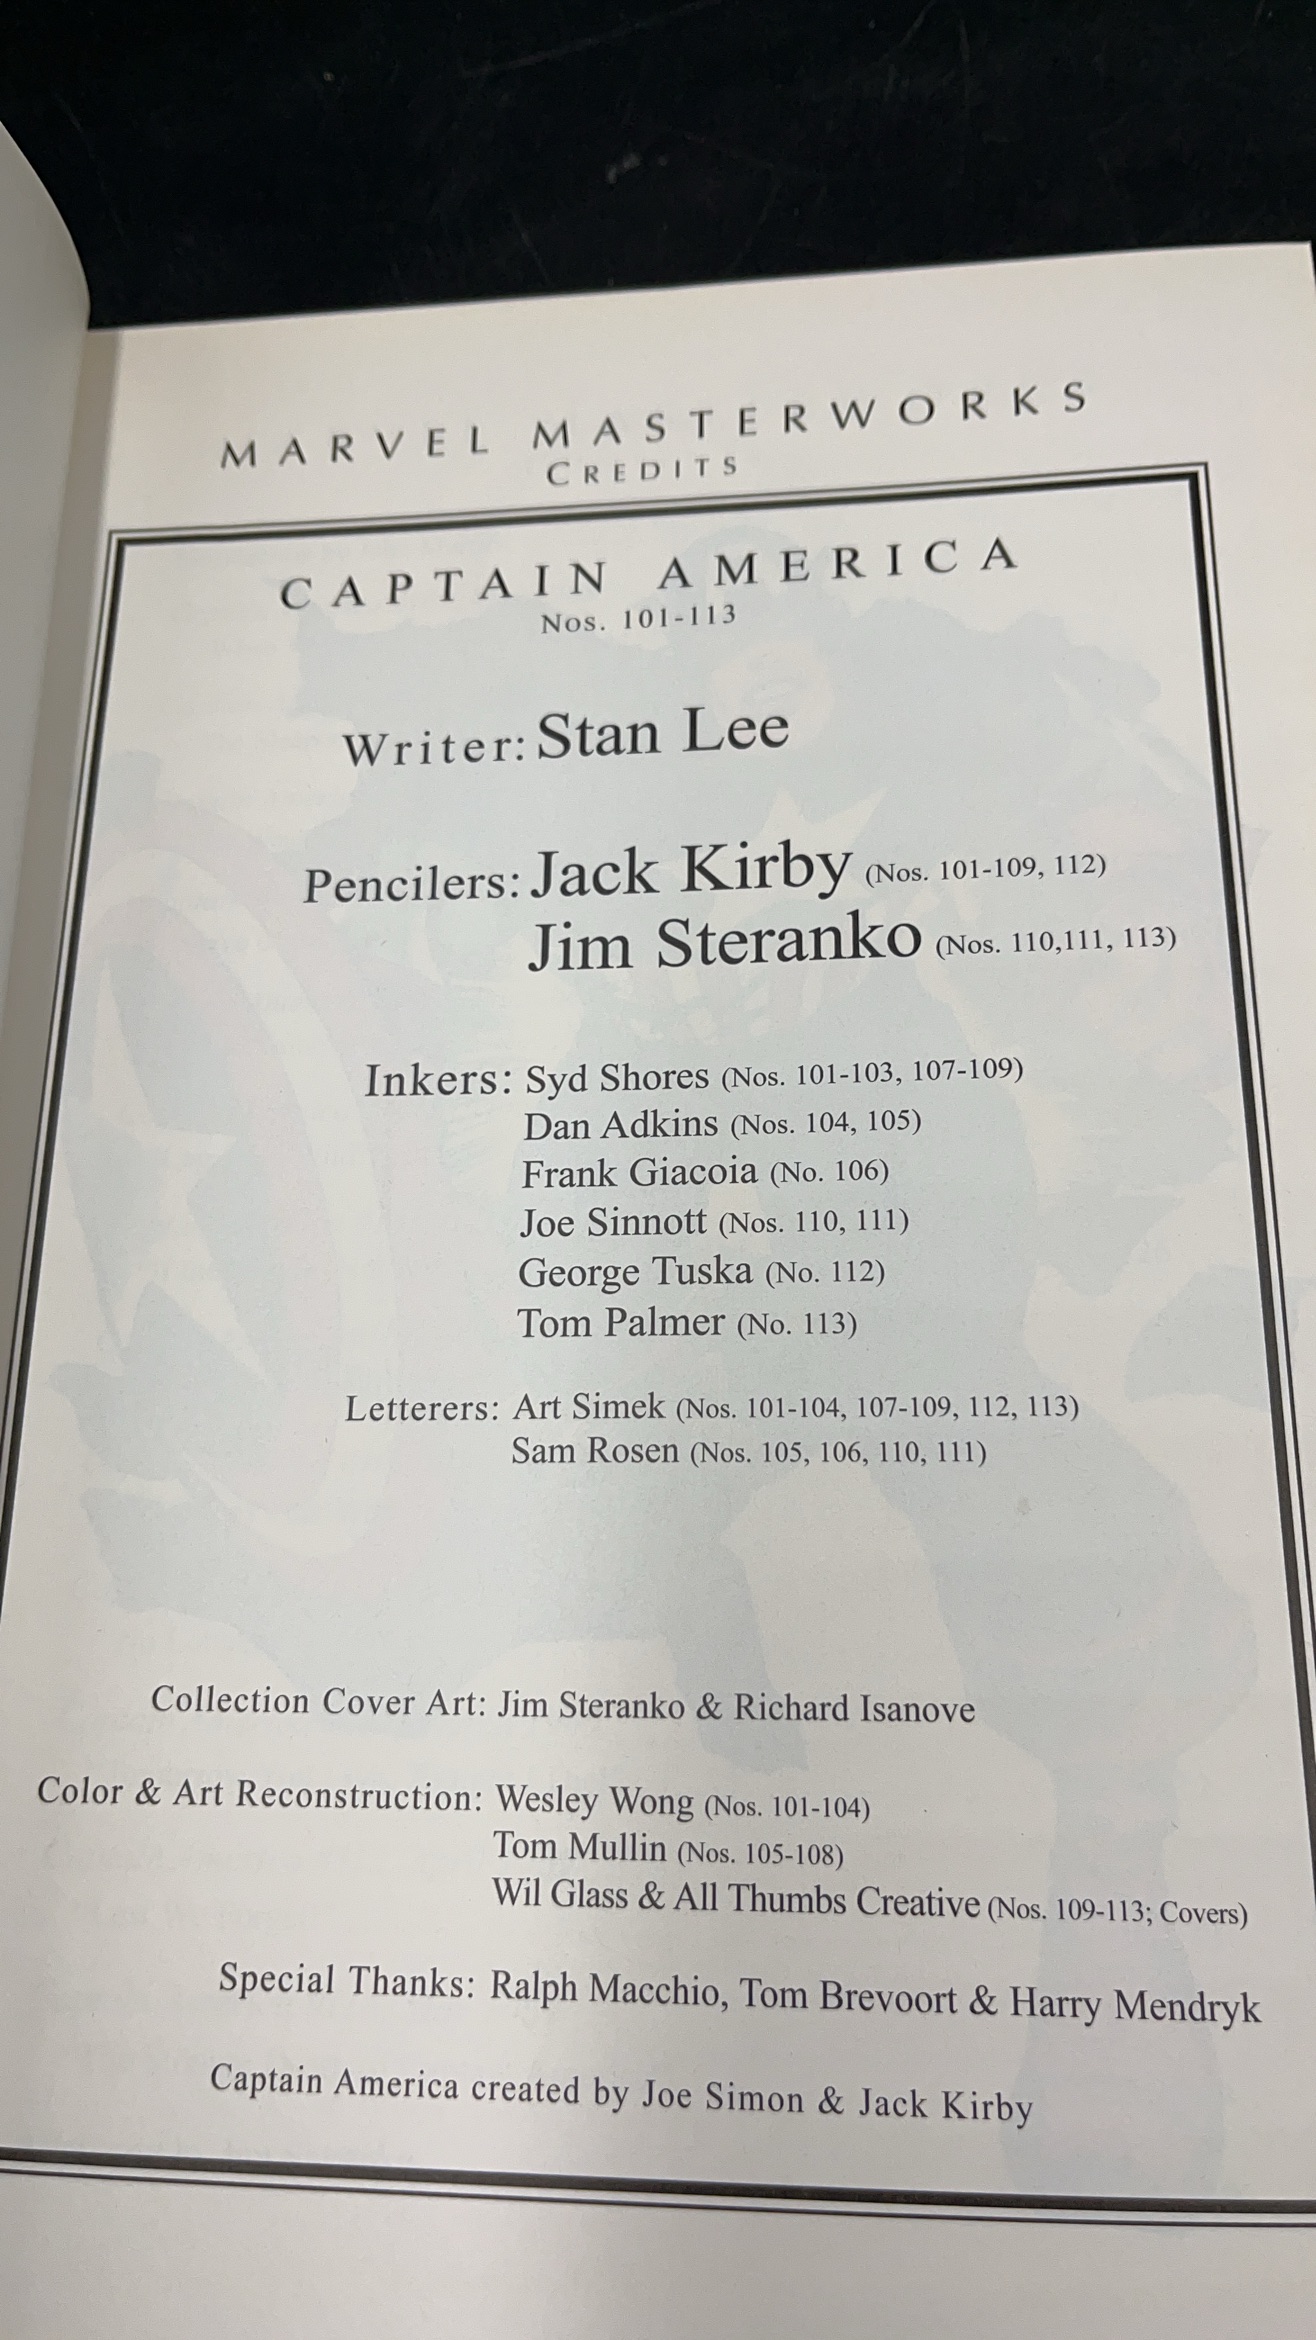 MARVEL MASTERWORKS
CREDITS
CAPTAIN AMERICA
Nos. 101-113
Writer: Stan Lee
Pencilers: Jack Kirby (Nos. 101-109, 112)
Jim Steranko (Nos. 110,111, 113)
Inkers: Syd Shores (Nos. 101-103, 107-109)
Dan Adkins (Nos. 104, 105)
Frank Giacoia (No. 106)
Joe Sinnott (Nos. 110, 111)
George Tuska (No. 112)
Tom Palmer (No. 113)
Letterers: Art Simek (Nos. 101-104, 107-109, 112, 113)
Sam Rosen (Nos. 105, 106, 110, 111)
Collection Cover Art: Jim Steranko & Richard Isanove
Color & Art Reconstruction: Wesley Wong (Nos. 101-104)
Tom Mullin (Nos. 105-108)
Wil Glass & All Thumbs Creative (Nos. 109-113; Covers)
Special Thanks: Ralph Macchio, Tom Brevoort & Harry Mendryk
Captain America created by Joe Simon & Jack Kirby